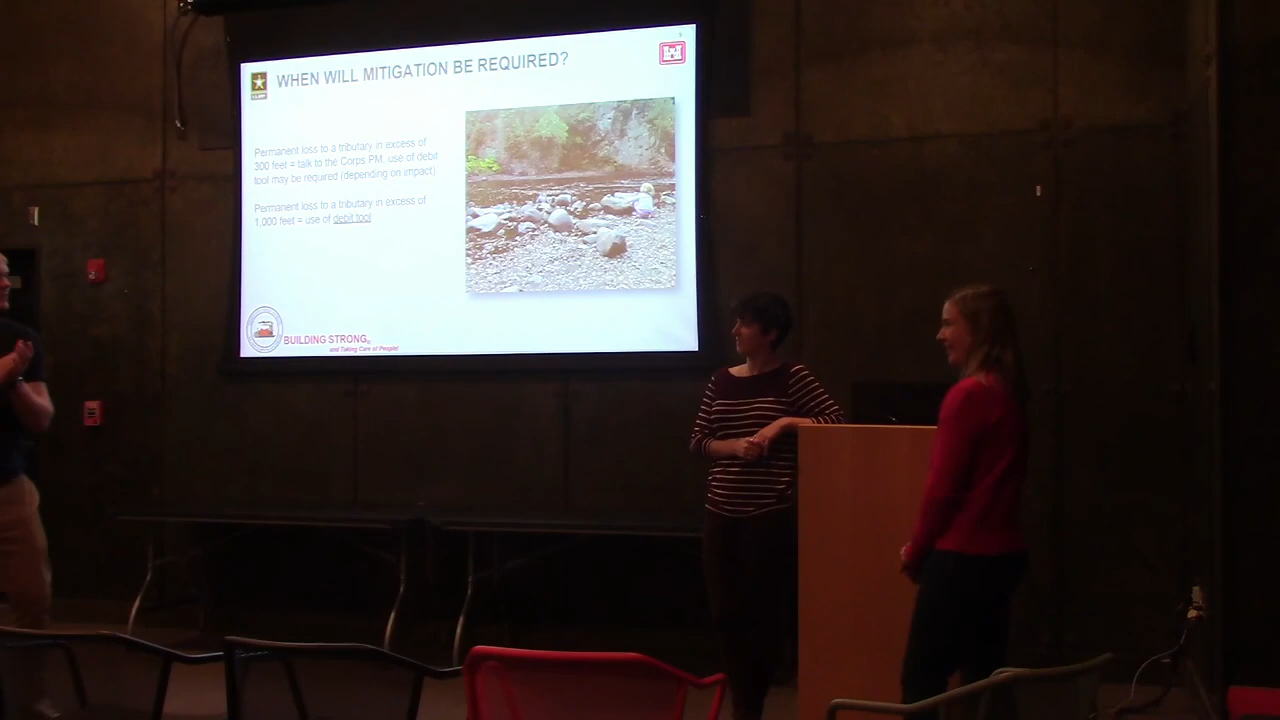 WHEN WILL MITIGATION BE REQUIRED?
Permanent loss to a tributary in excess of
300 feet = talk to the Corps PM, use of debit
tool may be required (depending on impact)
Permanent loss to a tributary in excess of
1,000 feet = use of debit tool
BUILDING STRONG®
and Taking Care of People!